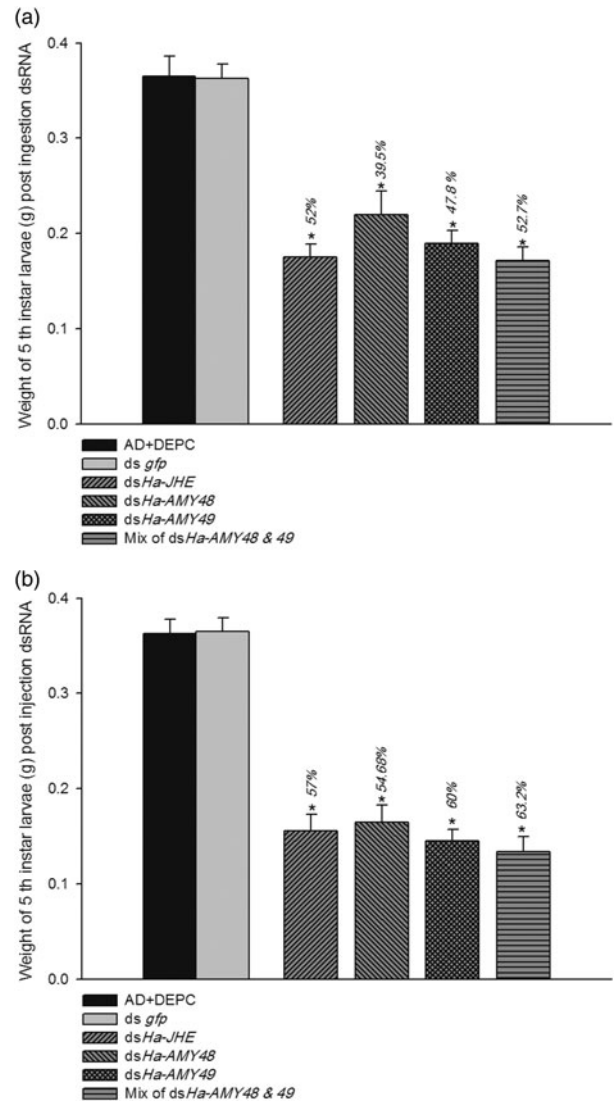 (a)
Weight of 5 th instar larvae (g) post ingestion dsRNA
0.4
0.3
0.2
0.1
0.0
* 52%
* 39.5%
* 47.8 %
* 52.7%
AD+DEPC
ds gfp
dsHa-JHE
dsHa-AMY48
dsHa-AMY49
Mix of dsHa-AMY48 & 49
(b)
Weight of 5 th instar larvae (g) post injection dsRNA
0.4
0.3
0.2
0.1
0.0
* 57%
* 54.68%
* 60%
* 63.2%
AD+DEPC
ds gfp
dsHa-JHE
dsHa-AMY48
dsHa-AMY49
Mix of dsHa-AMY48 & 49